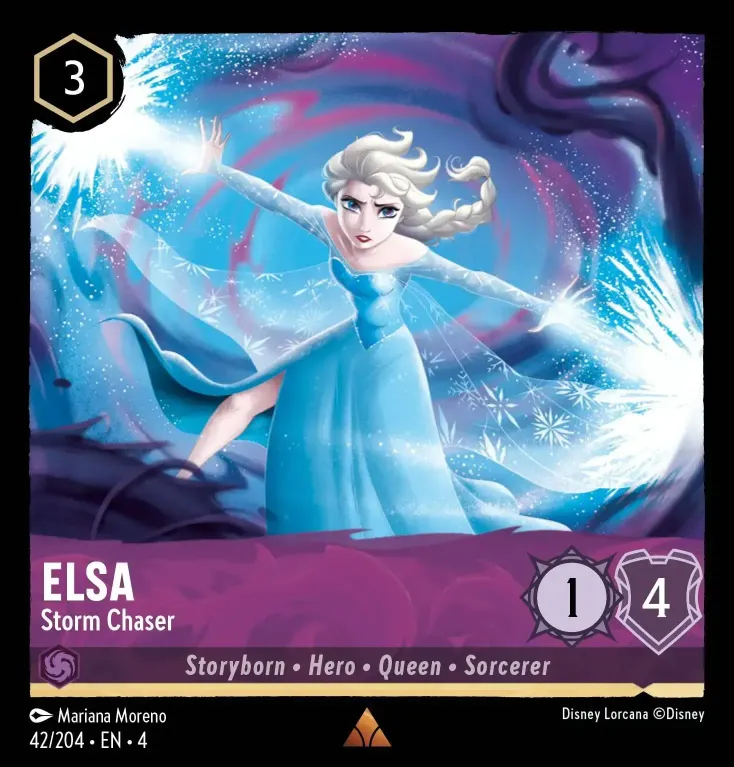 3
ELSA
Storm Chaser
1
4
Storyborn • Hero • Queen • Sorcerer
Mariana Moreno
Disney Lorcana ©Disney
42/204 • EN • 4